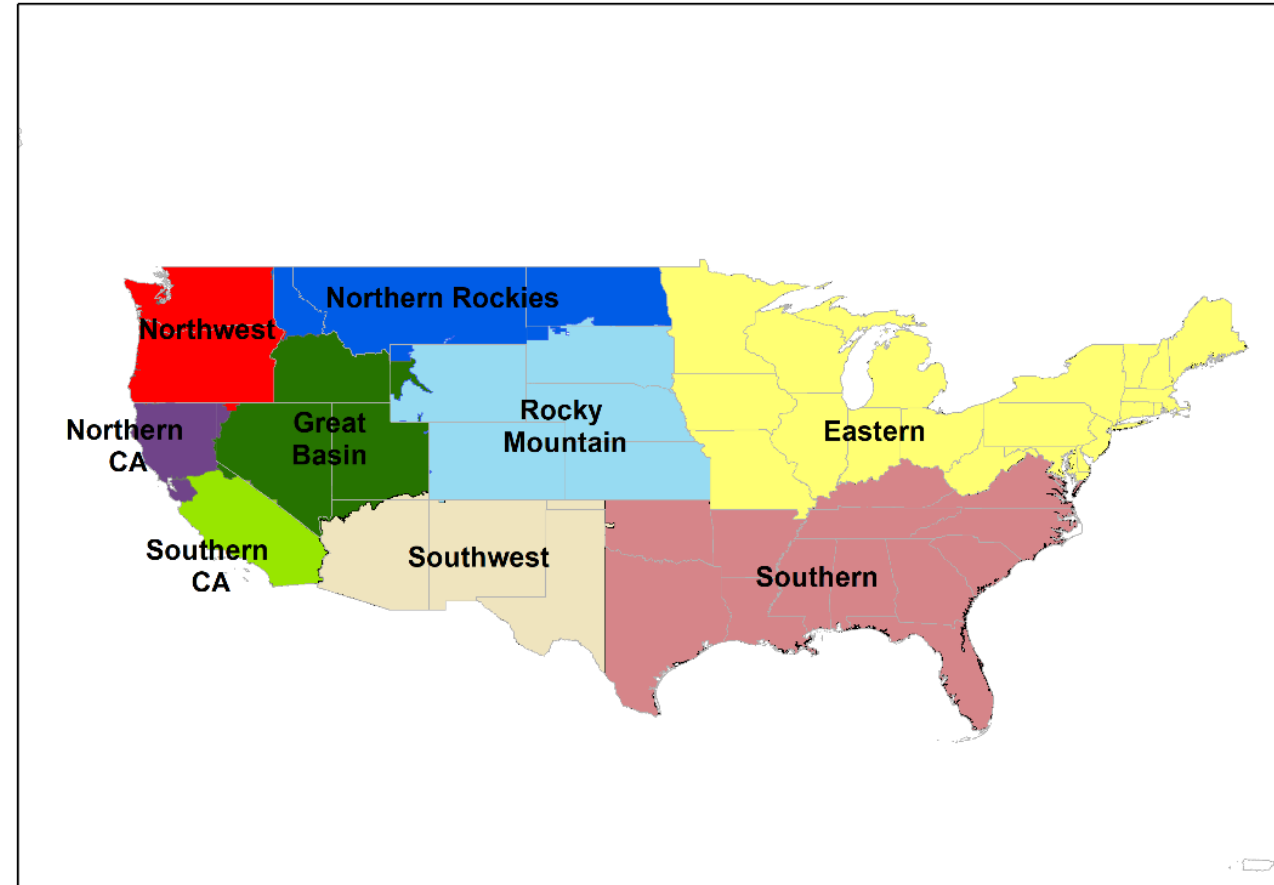 Northern Rockies
Northwest
Northern
CA
Great
Basin
Rocky
Mountain
Eastern
Southern
CA
Southwest
Southern